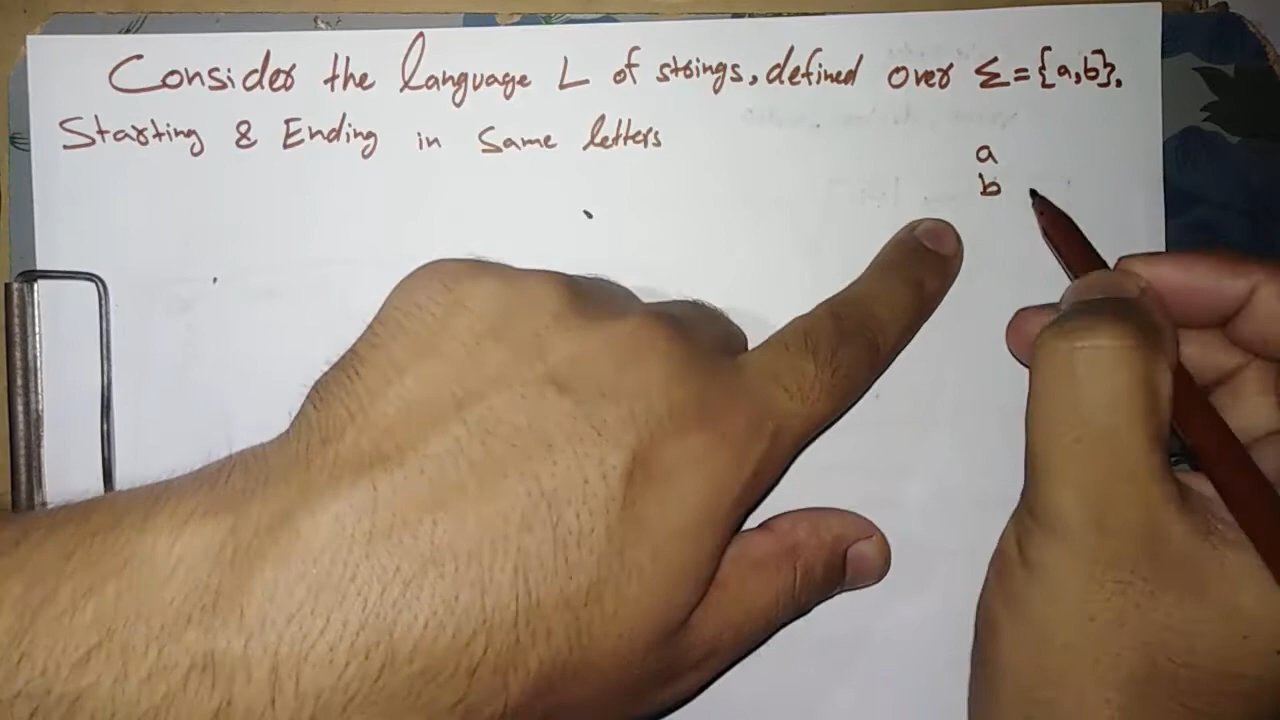 Consider the language L of strings, defined over Σ = {a,b}.
Starting & Ending in Same letters
a
b